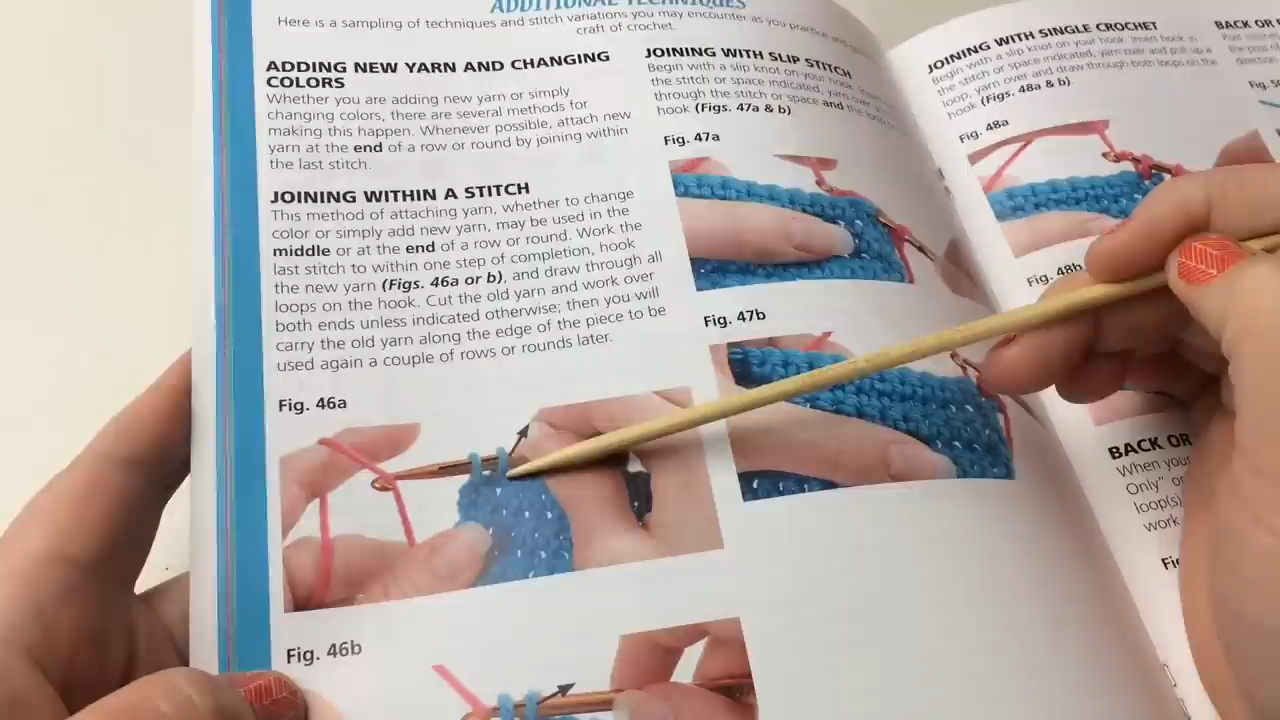 ADDITIONAL TECHNIQUES
Here is a sampling of techniques and stitch variations you may encounter as you practice and
craft of crochet.
ADDING NEW YARN AND CHANGING
COLORS
Whether you are adding new yarn or simply
changing colors, there are several methods for
making this happen. Whenever possible, attach new
yarn at the end of a row or round by joining within
the last stitch.
JOINING WITHIN A STITCH
This method of attaching yarn, whether to change
color or simply add new yarn, may be used in the
middle or at the end of a row or round. Work the
last stitch to within one step of completion, hook
the new yarn (Figs. 46a or b), and draw through all
loops on the hook. Cut the old yarn and work over
both ends unless indicated otherwise; then you will
carry the old yarn along the edge of the piece to be
used again a couple of rows or rounds later.
Fig. 46a
Fig. 46b
JOINING WITH SLIP STITCH
Begin with a slip knot on your hook. Insert
the stitch or space indicated, yarn over
through the stitch or space and the loop
hook (Figs. 47a & b)
Fig. 47a
Fig. 47b
JOINING WITH SINGLE CROCHET
Begin with a slip knot on your hook. Insert hook in
the stitch or space indicated, yarn over and pull up a
loop, yarn over and draw through both loops on the
hook (Figs. 48a & b).
Fig. 48a
Fig. 48b
BACK OR
Post
the post
direction
Fig.
BACK OR
When your
Only" or
loop(s)
work